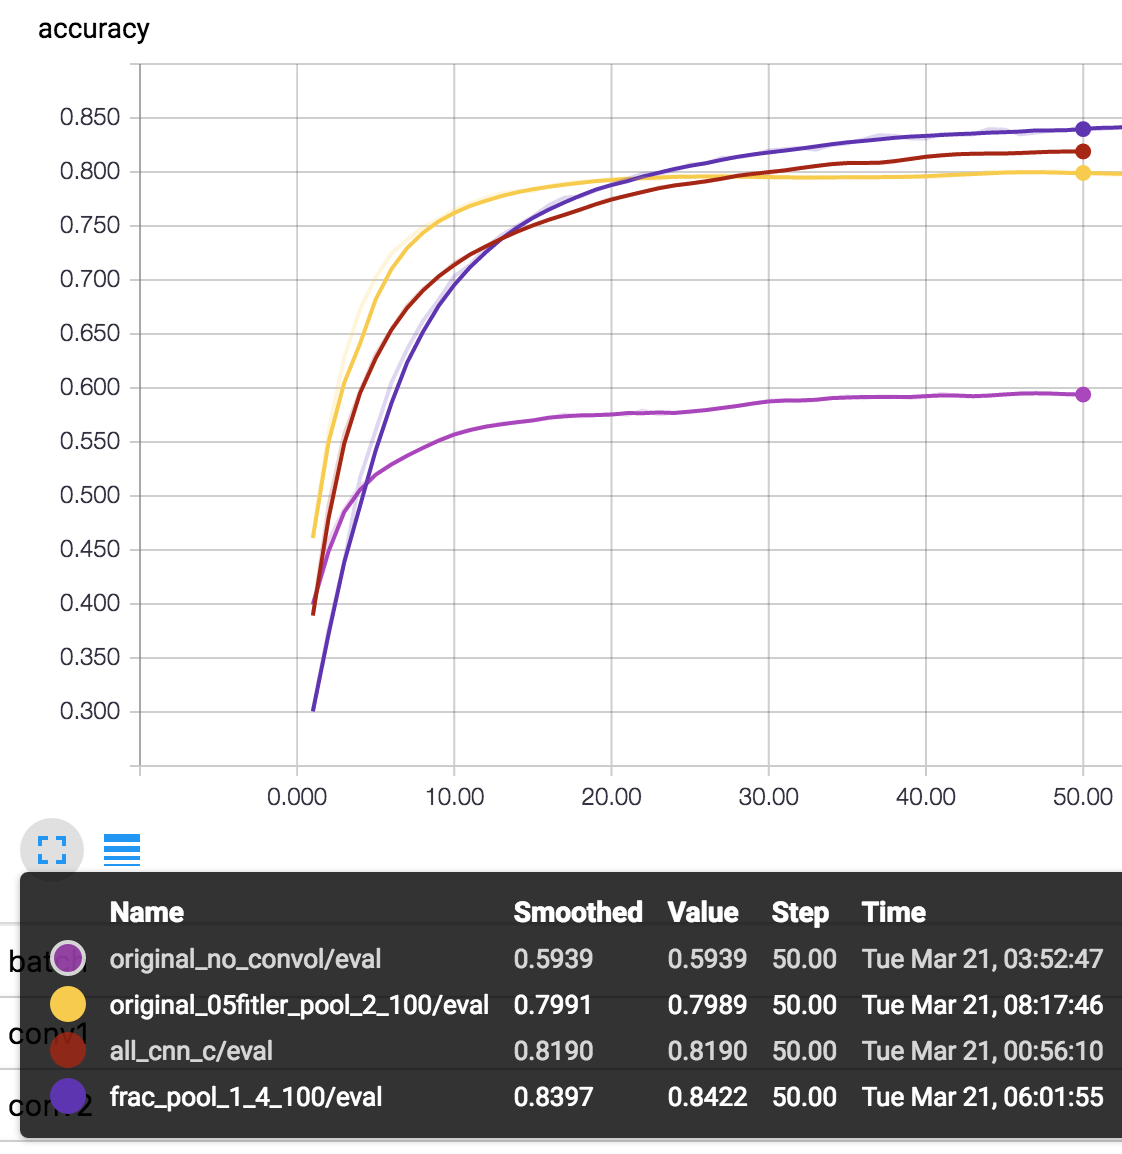 accuracy
0.850
0.800
0.750
0.700
0.650
0.600
0.550
0.500
0.450
0.400
0.350
0.300
0.000 10.00 20.00 30.00 40.00 50.00
Name Smoothed Value Step Time
batch original_no_convol/eval 0.5939 0.5939 50.00 Tue Mar 21, 03:52:47
original_05fitler_pool_2_100/eval 0.7991 0.7989 50.00 Tue Mar 21, 08:17:46
conv1 all_cnn_c/eval 0.8190 0.8190 50.00 Tue Mar 21, 00:56:10
conv2 frac_pool_1_4_100/eval 0.8397 0.8422 50.00 Tue Mar 21, 06:01:55